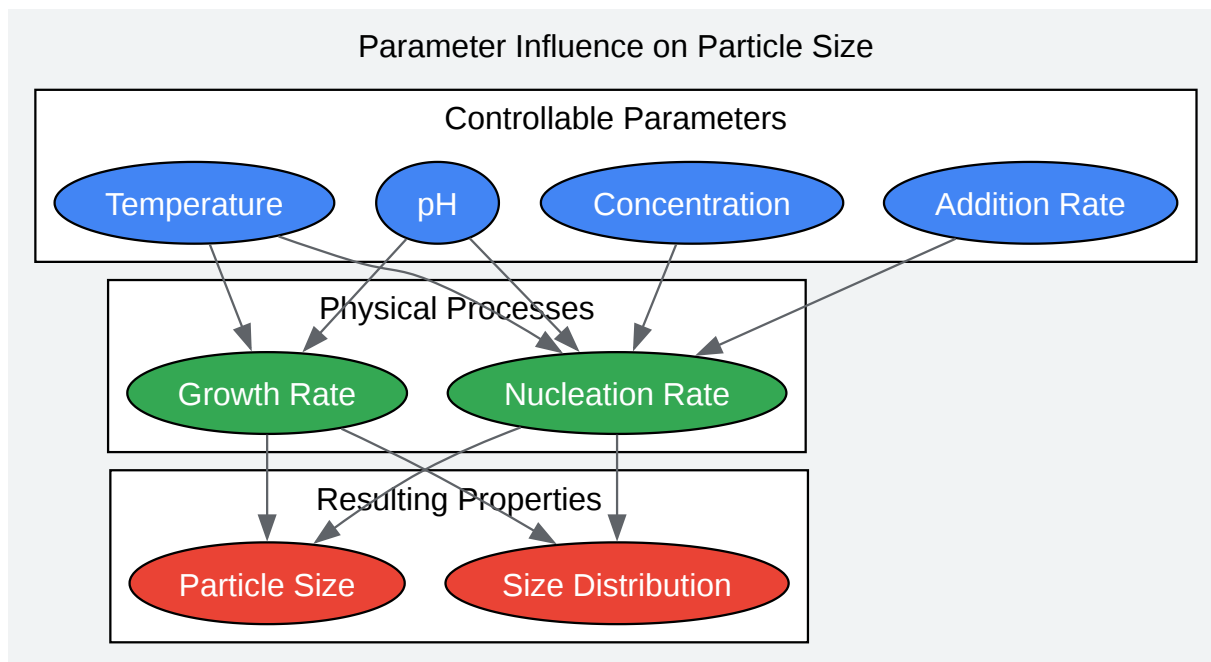 Parameter Influence on Particle Size
Controllable Parameters
Temperature
pH
Concentration
Addition Rate
Physical Processes
Growth Rate
Nucleation Rate
Resulting Properties
Particle Size
Size Distribution